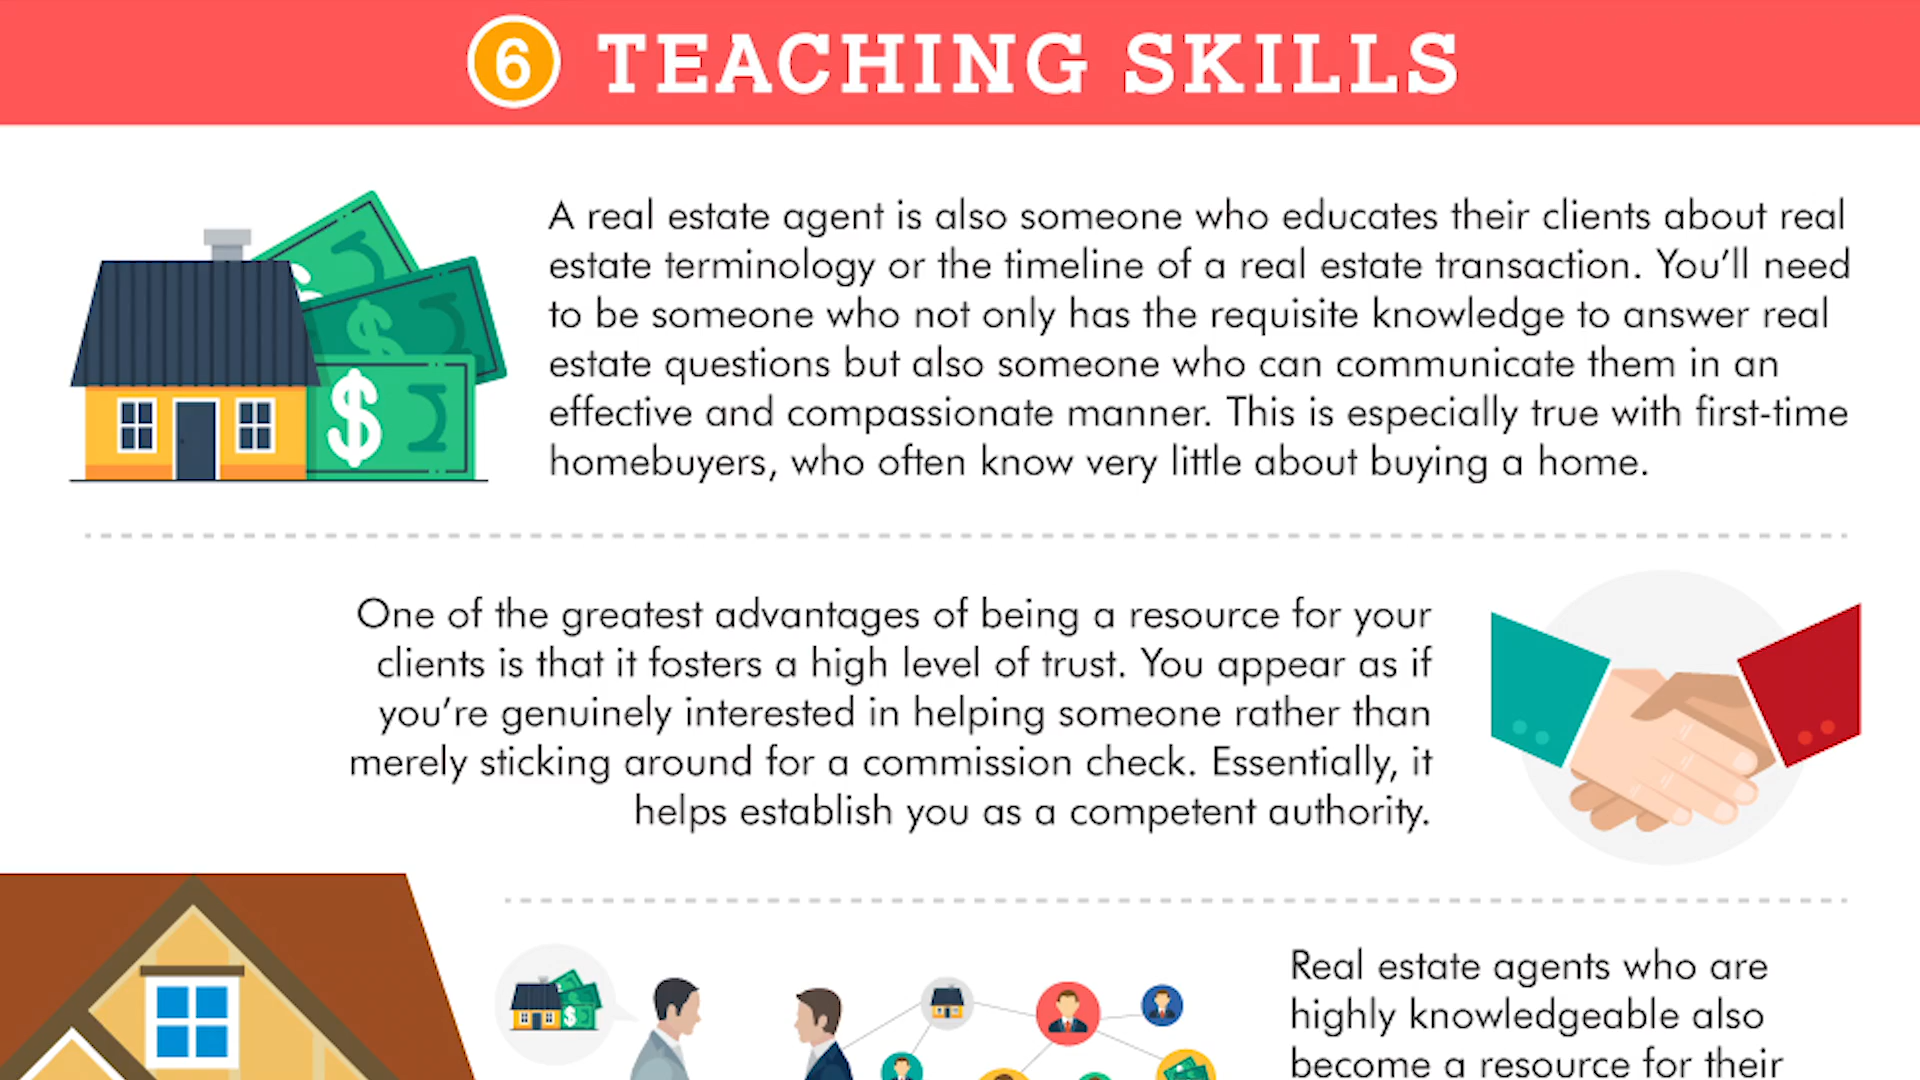 6 TEACHING SKILLS
A real estate agent is also someone who educates their clients about real
estate terminology or the timeline of a real estate transaction. You'll need
to be someone who not only has the requisite knowledge to answer real
estate questions but also someone who can communicate them in an
effective and compassionate manner. This is especially true with first-time
homebuyers, who often know very little about buying a home.
$
$
One of the greatest advantages of being a resource for your
clients is that it fosters a high level of trust. You appear as if
you're genuinely interested in helping someone rather than
merely sticking around for a commission check. Essentially, it
helps establish you as a competent authority.
$
Real estate agents who are
highly knowledgeable also
become a resource for their